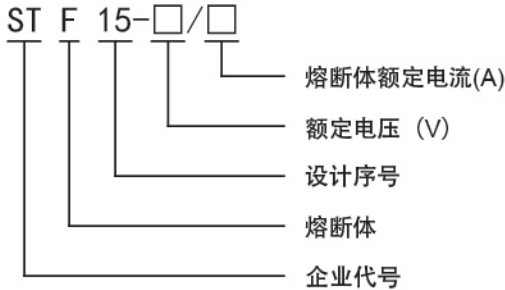 ST F 15-□/□
熔断体额定电流(A)
额定电压（V）
设计序号
熔断体
企业代号